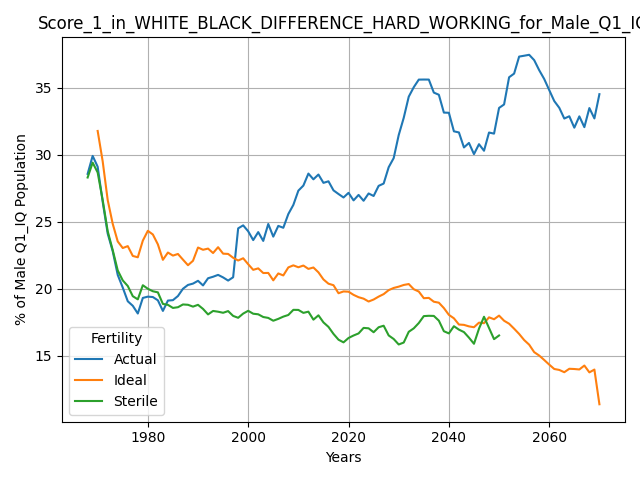 Score_1_in_WHITE_BLACK_DIFFERENCE_HARD_WORKING_for_Male_Q1_IQ
% of Male Q1_IQ Population
35
30
25
20
15
Fertility
Actual
Ideal
Sterile
1980 2000 2020 2040 2060
Years